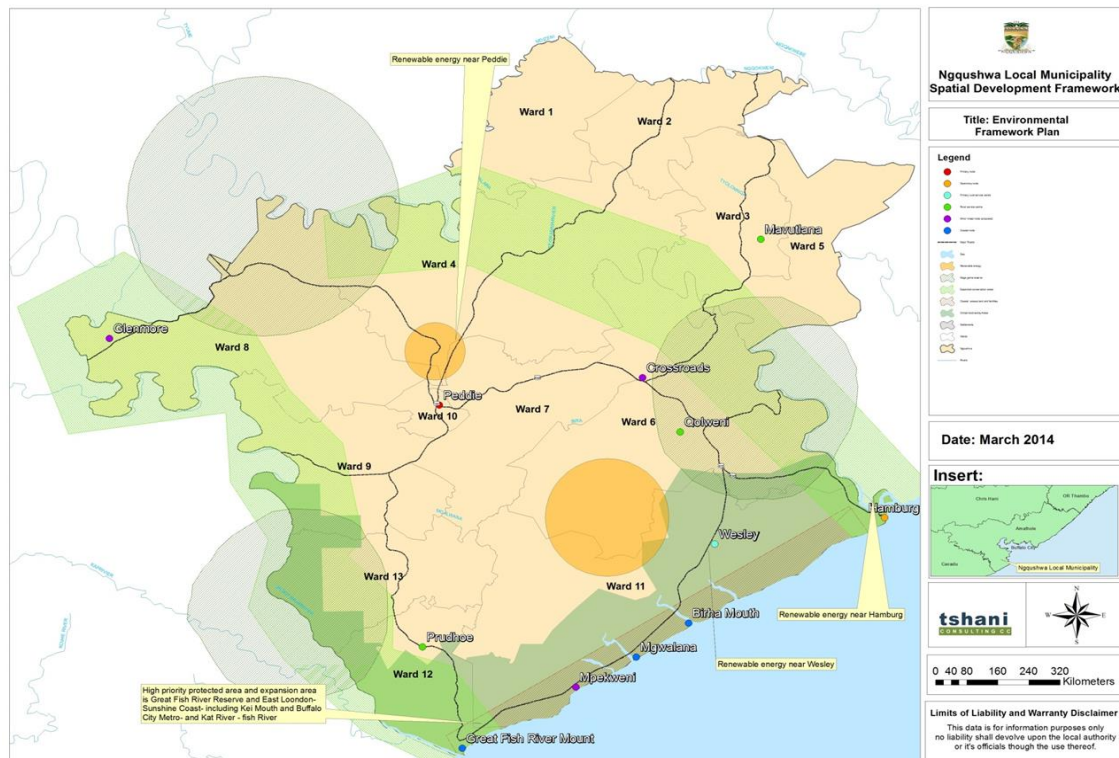 Renewable energy near Peddie
Ward 1
Ward 2
Ward 3
Mavutlana
Ward 5
Ward 4
Glenmore
Ward 8
Crossroads
Peddie
Ward 10
Ward 7
Ward 6
Qolweni
Ward 9
Hamburg
Wesley
Ward 13
Ward 11
Birha Mouth
Renewable energy near Hamburg
Prudhoe
Mgwalana
Renewable energy near Wesley
Ward 12
Mpekweni
High priority protected area and expansion area
is Great Fish River Reserve and East Loondon-
Sunshine Coast- including Kei Mouth and Buffalo
City Metro- and Kat River - fish River
Great Fish River Mount
Ngqushwa Local Municipality
Spatial Development Framework
Title: Environmental
Framework Plan
Legend
Date: March 2014
Insert:
Chris Hani
OR Thambo
Amathole
Buffalo City
Cacadu
Ngqushwa Local Municipality
tshani
CONSULTING CC
N
W
E
S
0 40 80 160 240 320
Kilometers
Limits of Liability and Warranty Disclaimer
This data is for information purposes only
no liability shall devolve upon the local authority
or it's officials though the use thereof.